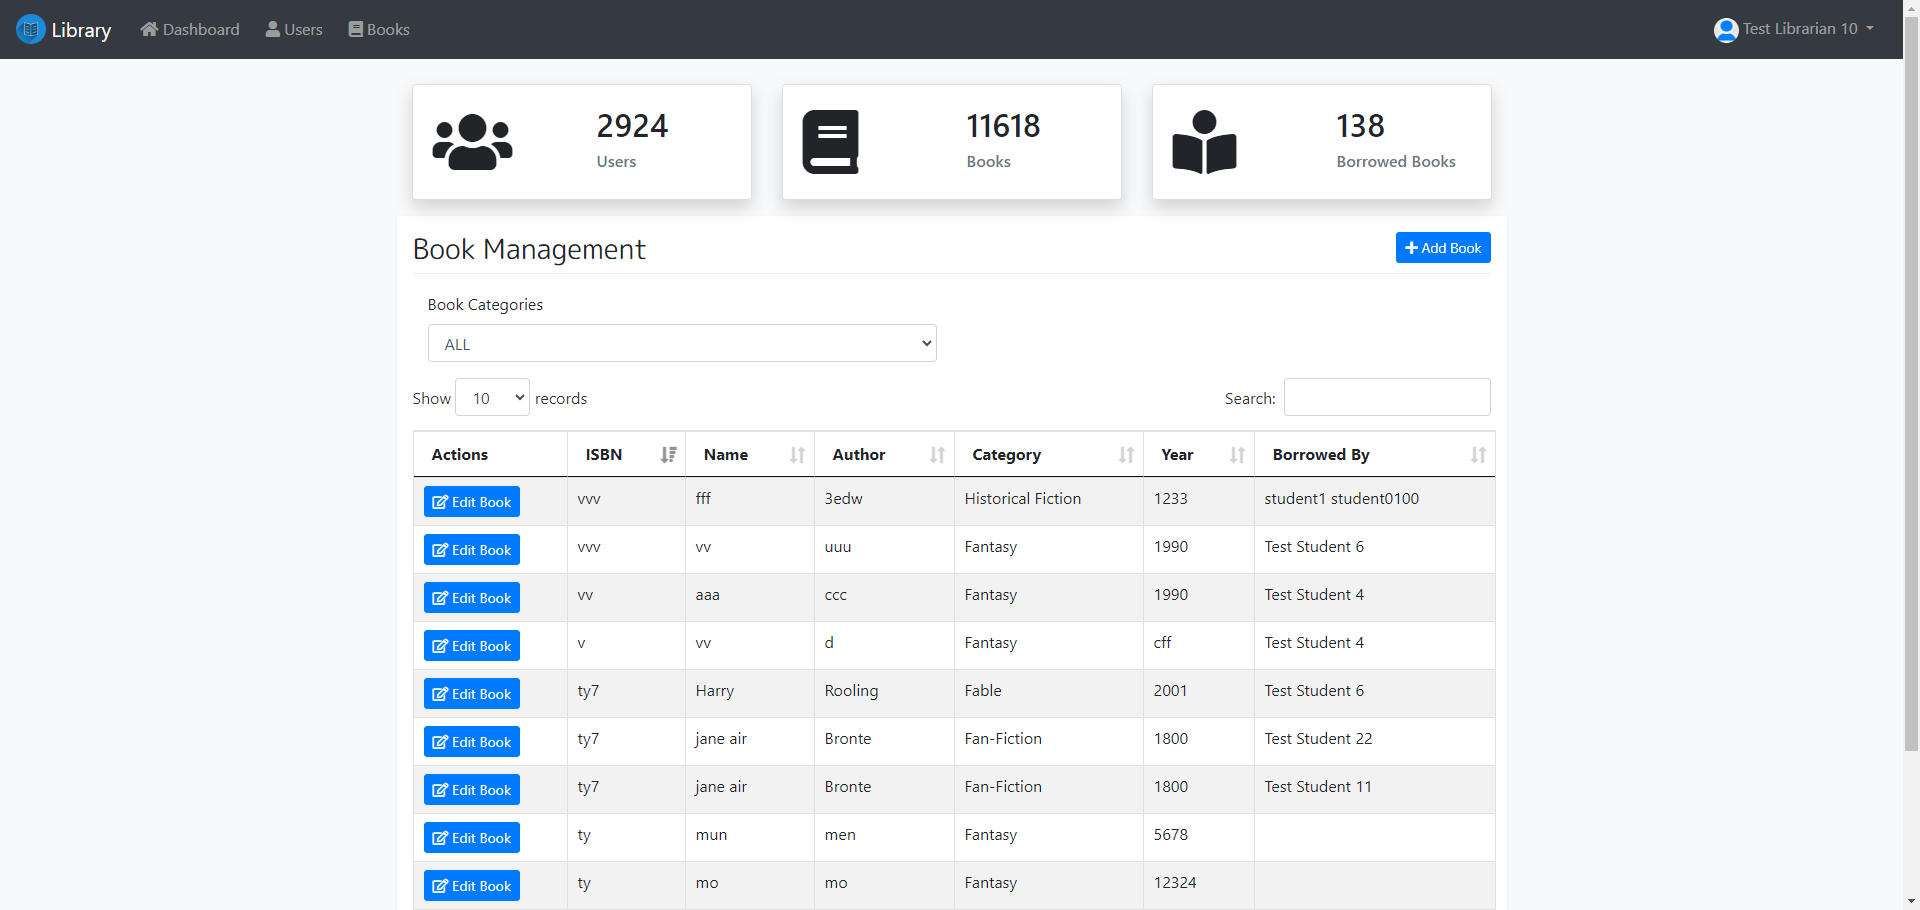 Library Dashboard Users Books Test Librarian 10
2924
Users
11618
Books
138
Borrowed Books
Book Management Add Book
Book Categories
ALL
Show 10 records Search:
Actions ISBN Name Author Category Year Borrowed By
Edit Book vvv fff 3edw Historical Fiction 1233 student1 student0100
Edit Book vvv vv uuu Fantasy 1990 Test Student 6
Edit Book vv aaa ccc Fantasy 1990 Test Student 4
Edit Book v vv d Fantasy cff Test Student 4
Edit Book ty7 Harry Rooling Fable 2001 Test Student 6
Edit Book ty7 jane air Bronte Fan-Fiction 1800 Test Student 22
Edit Book ty7 jane air Bronte Fan-Fiction 1800 Test Student 11
Edit Book ty mun men Fantasy 5678
Edit Book ty mo mo Fantasy 12324